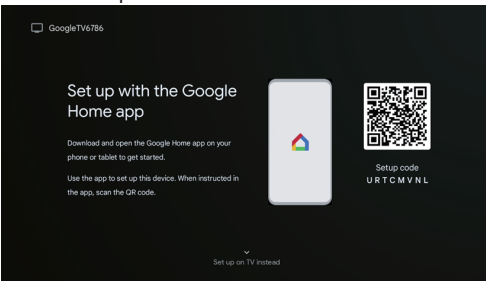 GoogleTV6786
Set up with the Google
Home app
Download and open the Google Home app on your
phone or tablet to get started.
Use the app to set up this device. When instructed in
the app, scan the QR code.
Setup code
URTCMVNL
Set up on TV instead